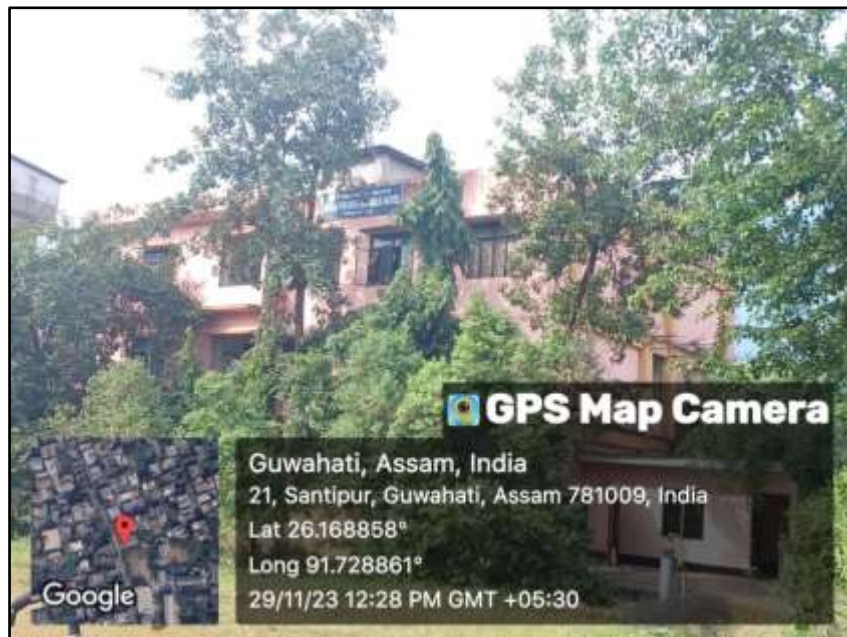 GPS Map Camera
Guwahati, Assam, India
21, Santipur, Guwahati, Assam 781009, India
Lat 26.168858°
Long 91.728861°
29/11/23 12:28 PM GMT +05:30
Google